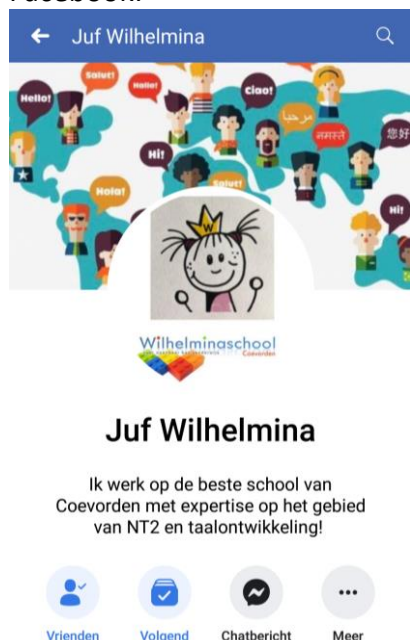 Juf Wilhelmina
Salut!
Hello!
Hallo!
Ciao!
مرحبا
नमस्ते
您好
Hi!
Hola!
Salut!
Hi!
W
Wilhelminaschool
Coevorden
Juf Wilhelmina
Ik werk op de beste school van
Coevorden met expertise op het gebied
van NT2 en taalontwikkeling!
Vrienden
Volgend
Chatbericht
Meer